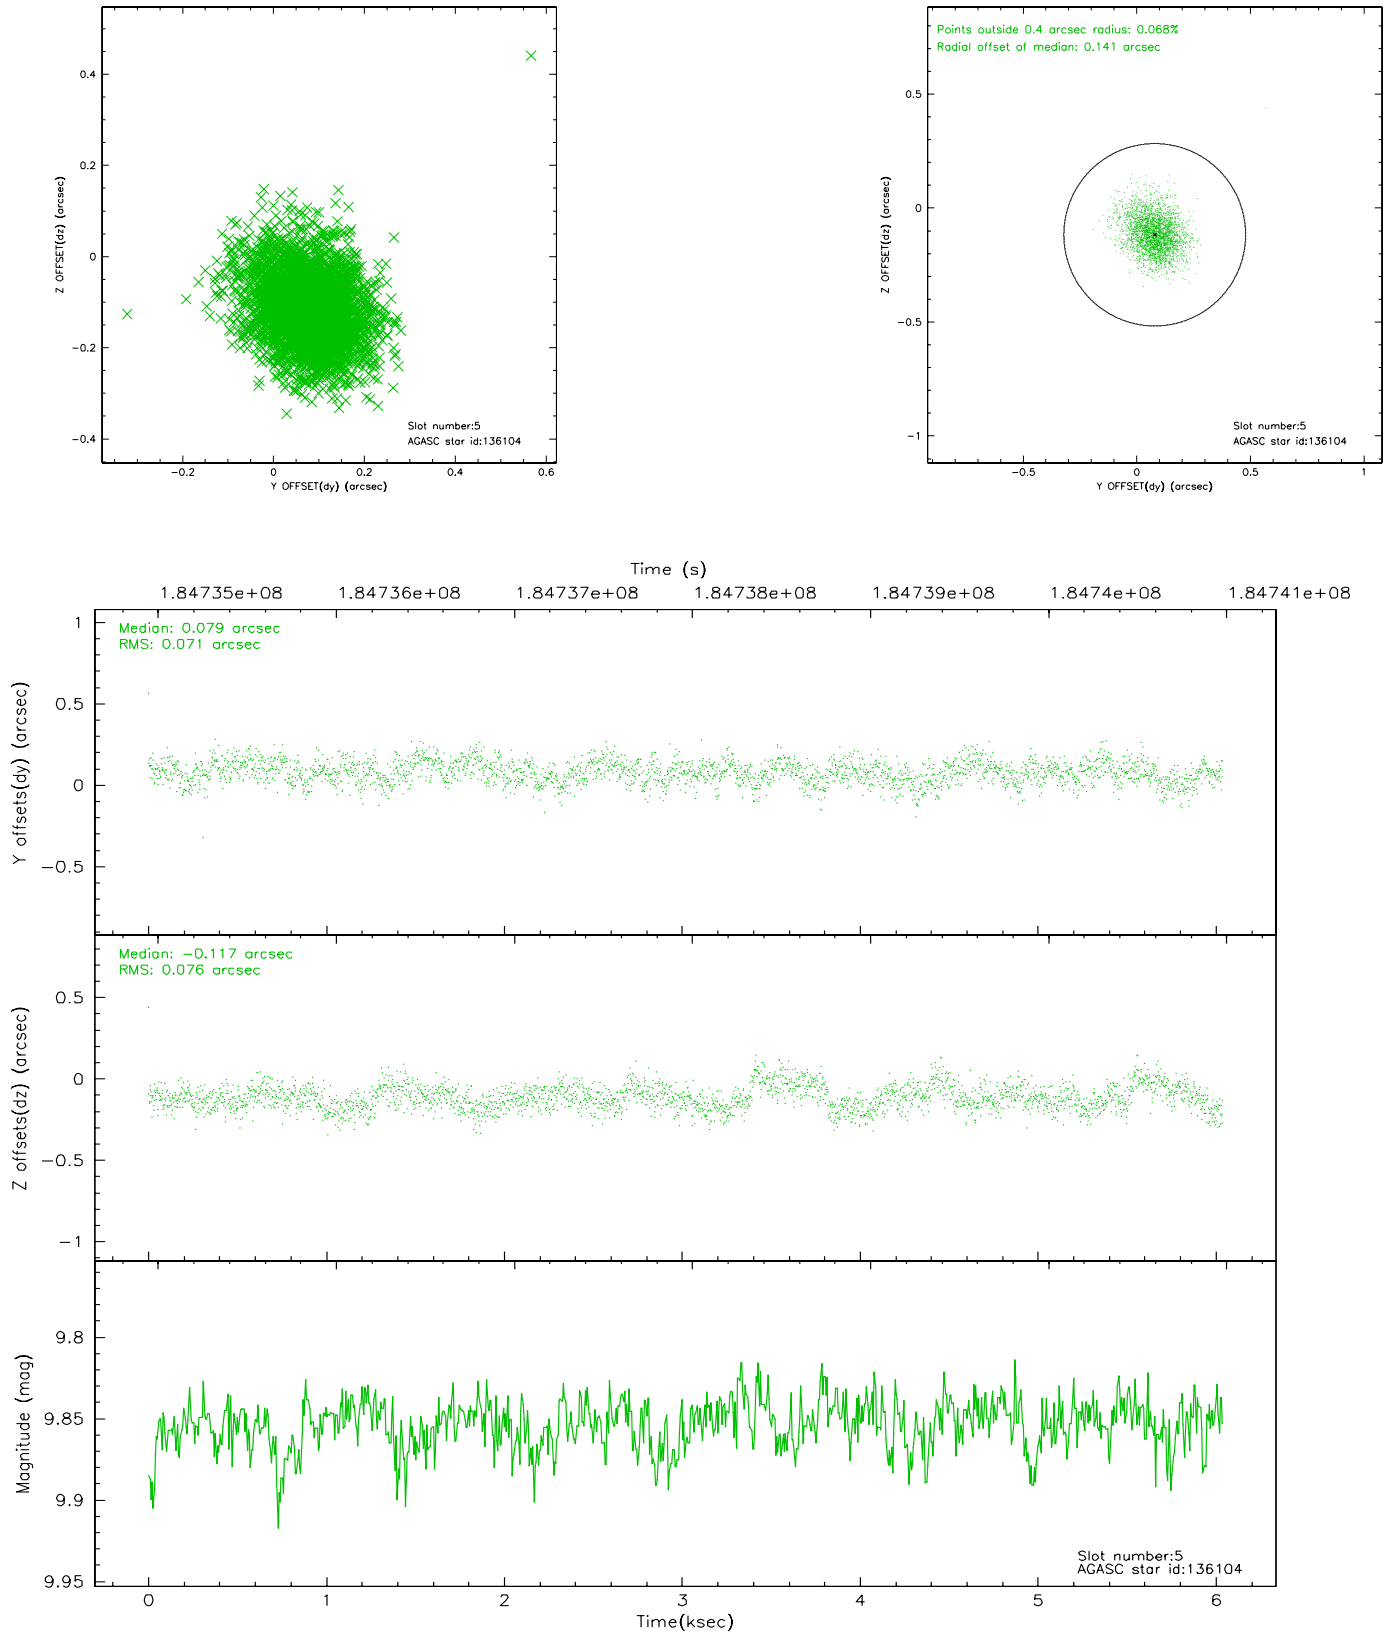 0.4
0.2
0
−0.2
−0.4
Z OFFSET(dz) (arcsec)
−0.2 0 0.2 0.4 0.6
Y OFFSET(dy) (arcsec)
Slot number:5
AGASC star id:136104
Points outside 0.4 arcsec radius: 0.068%
Radial offset of median: 0.141 arcsec
0.5
0
−0.5
−1
Z OFFSET(dz) (arcsec)
−0.5 0 0.5 1
Y OFFSET(dy) (arcsec)
Slot number:5
AGASC star id:136104
Time (s)
1.84735e+08 1.84736e+08 1.84737e+08 1.84738e+08 1.84739e+08 1.8474e+08 1.84741e+08
Median: 0.079 arcsec
RMS: 0.071 arcsec
1
0.5
0
−0.5
Y offsets(dy) (arcsec)
Median: −0.117 arcsec
RMS: 0.076 arcsec
0.5
0
−0.5
−1
Z offsets(dz) (arcsec)
9.8
9.85
9.9
9.95
Magnitude (mag)
Slot number:5
AGASC star id:136104
0 1 2 3 4 5 6
Time(ksec)